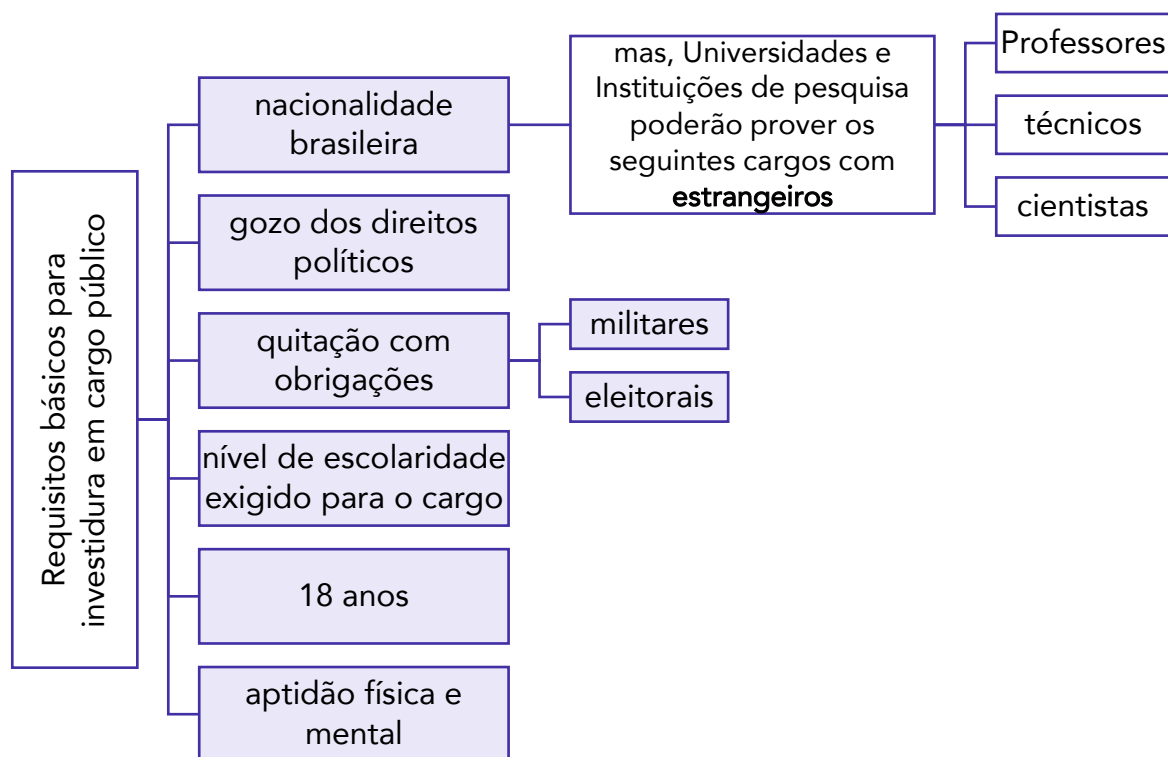 Requisitos básicos para
investidura em cargo público
nacionalidade
brasileira
mas, Universidades e
Instituições de pesquisa
poderão prover os
seguintes cargos com
estrangeiros
Professores
técnicos
cientistas
gozo dos direitos
políticos
quitação com
obrigações
militares
eleitorais
nível de escolaridade
exigido para o cargo
18 anos
aptidão física e
mental